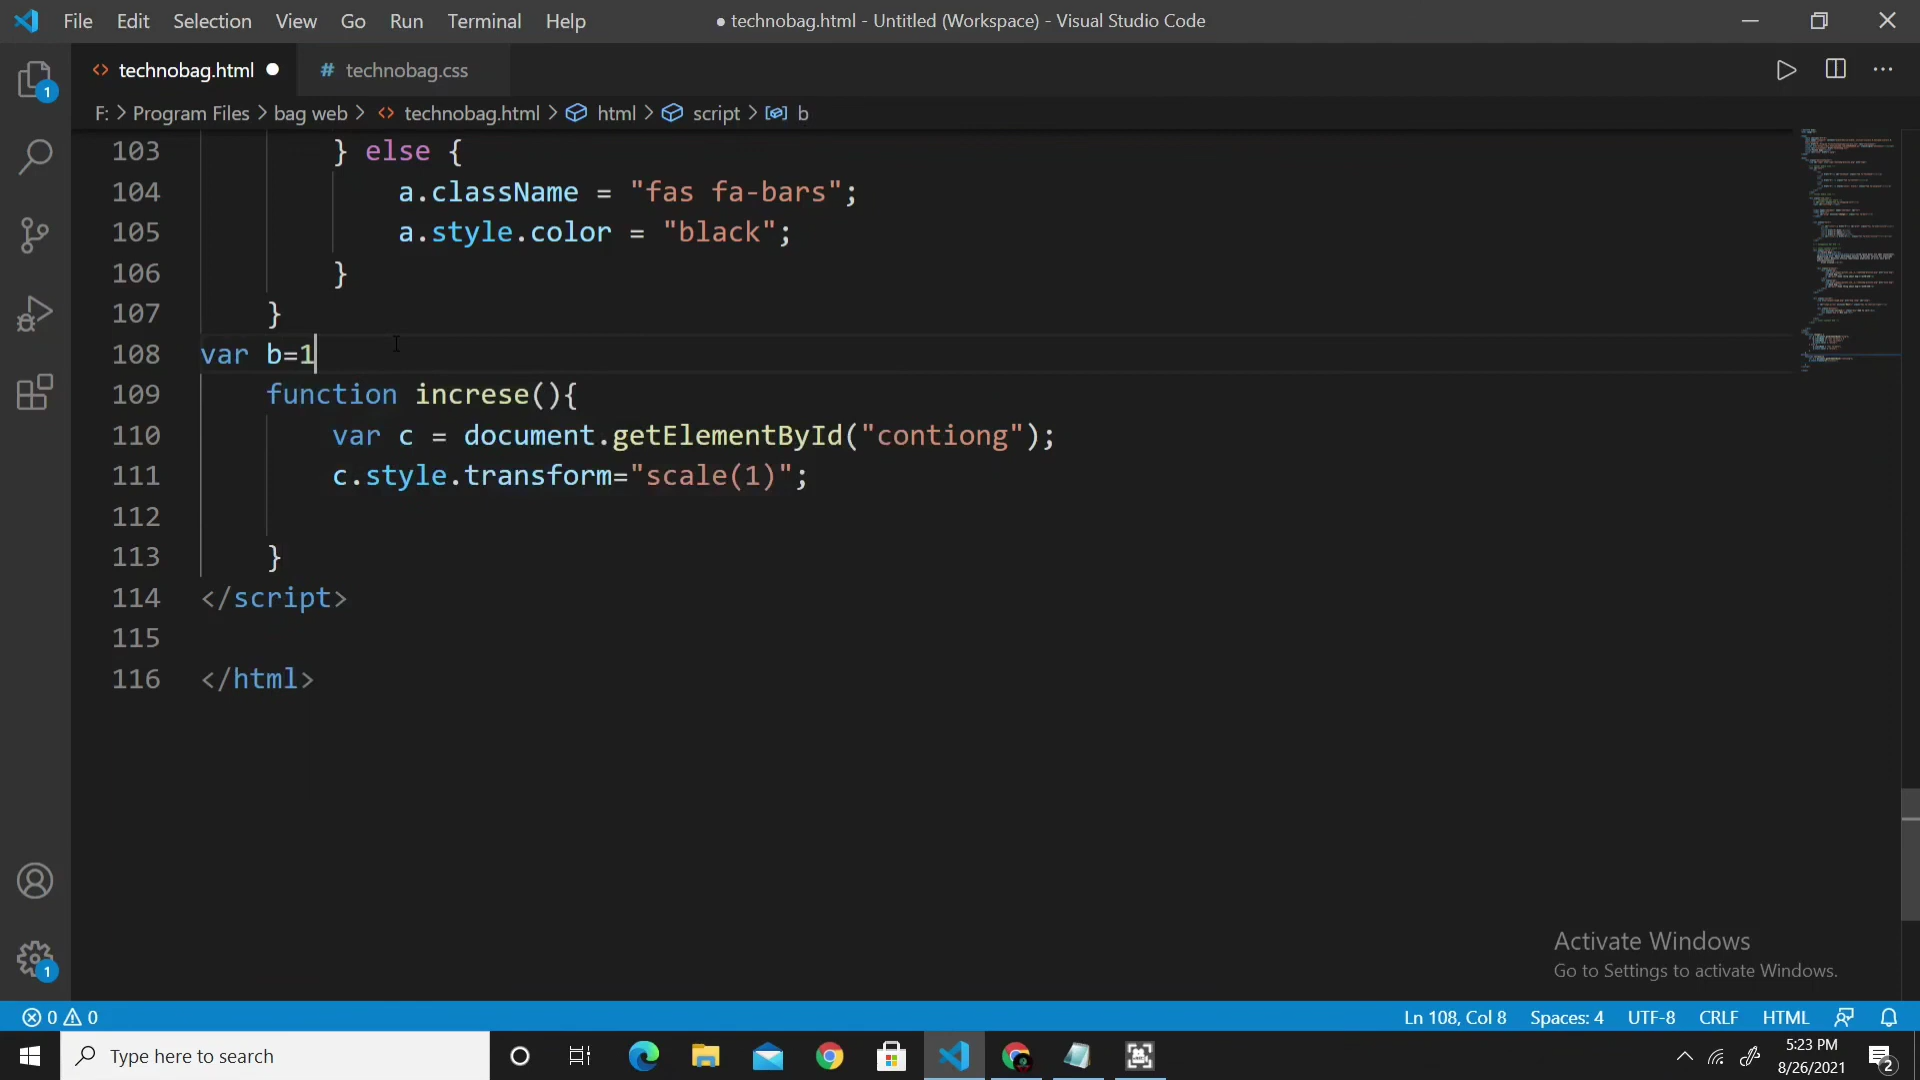 File Edit Selection View Go Run Terminal Help ● technobag.html - Untitled (Workspace) - Visual Studio Code
<> technobag.html ● # technobag.css
1
F: > Program Files > bag web > <> technobag.html > html > script > b
103 } else {
104 a.className = "fas fa-bars";
105 a.style.color = "black";
106 }
107 }
108 var b=1
109 function increse(){
110 var c = document.getElementById("contiong");
111 c.style.transform="scale(1)";
112
113 }
114 </script>
115
116 </html>
Activate Windows
1
Go to Settings to activate Windows.
0 0 Ln 108, Col 8 Spaces: 4 UTF-8 CRLF HTML
Type here to search
5:23 PM
8/26/2021
2